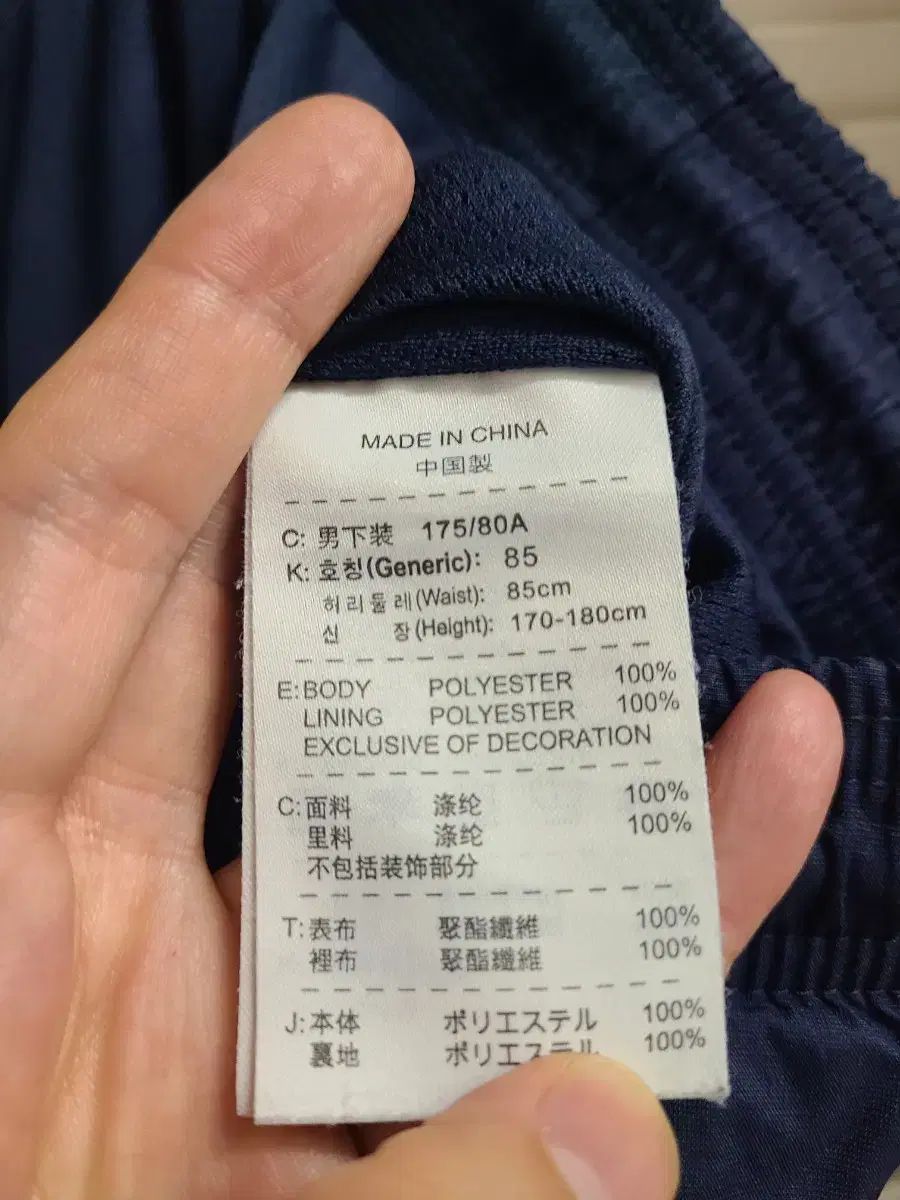 MADE IN CHINA
中国製
C: 男下装 175/80A
K: 호칭(Generic): 85
허리둘레(Waist): 85cm
신 장(Height): 170-180cm
E: BODY POLYESTER 100%
LINING POLYESTER 100%
EXCLUSIVE OF DECORATION
C: 面料 涤纶 100%
里料 涤纶 100%
不包括装饰部分
T: 表布 聚酯纖維 100%
裡布 聚酯纖維 100%
J: 本体 ポリエステル 100%
裏地 ポリエステル 100%